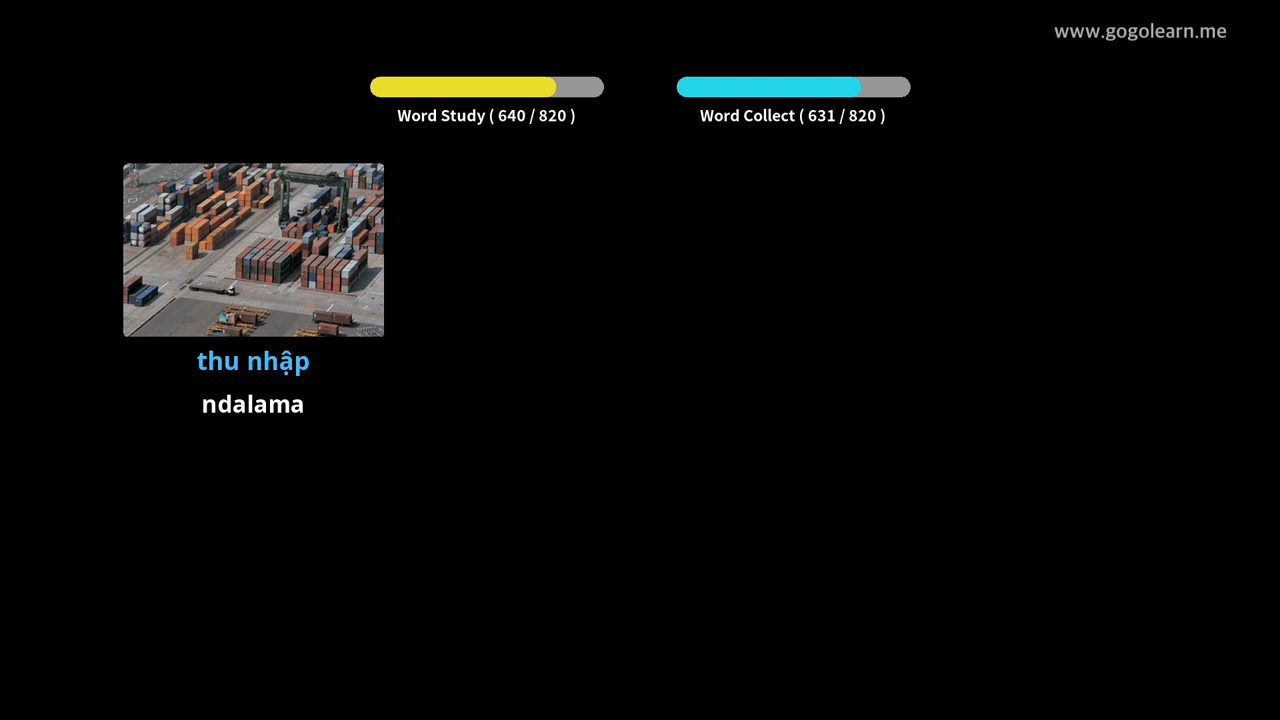 www.gogolearn.me
Word Study ( 640 / 820 )
Word Collect ( 631 / 820 )
thu nhập
ndalama